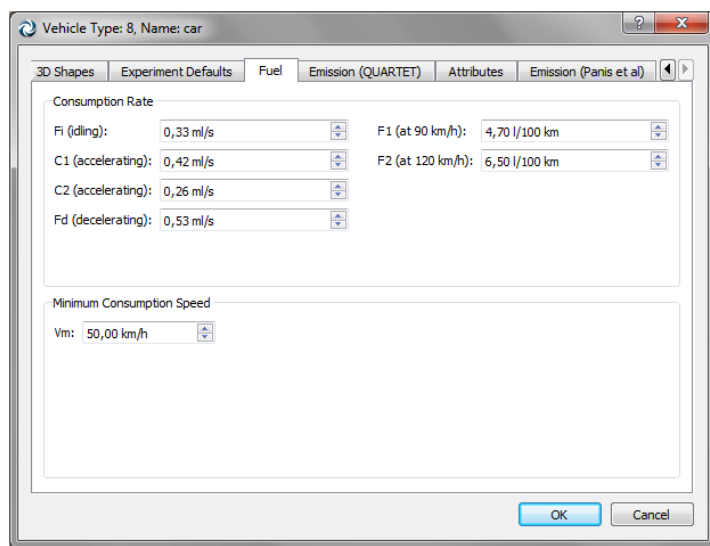 Vehicle Type: 8, Name: car
3D Shapes Experiment Defaults Fuel Emission (QUARTET) Attributes Emission (Panis et al)
Consumption Rate
Fi (idling): 0,33 ml/s F1 (at 90 km/h): 4,70 l/100 km
C1 (accelerating): 0,42 ml/s F2 (at 120 km/h): 6,50 l/100 km
C2 (accelerating): 0,26 ml/s
Fd (decelerating): 0,53 ml/s
Minimum Consumption Speed
Vm: 50,00 km/h
OK Cancel